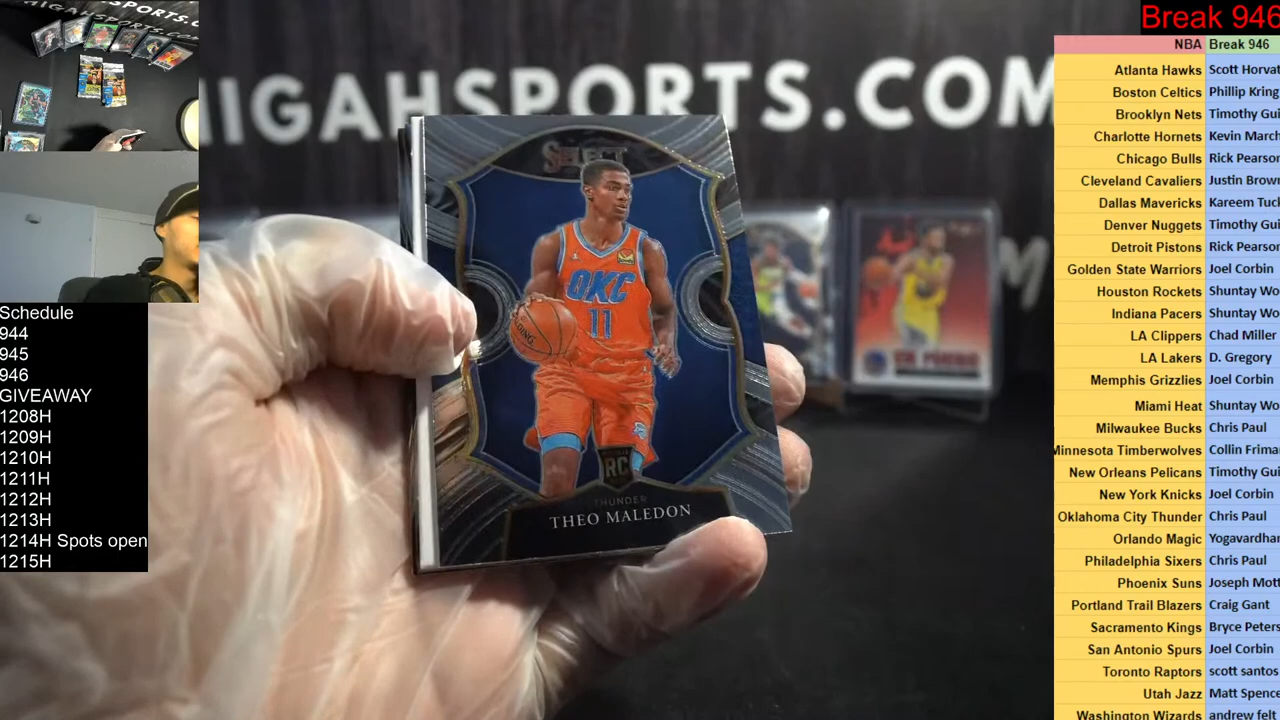 SPORTS.C
HIGAHSPORTS.COM
Break 946
NBA Break 946
Atlanta Hawks Scott Horvat
Boston Celtics Phillip Kring
Brooklyn Nets Timothy Gui
Charlotte Hornets Kevin March
Chicago Bulls Rick Pearson
Cleveland Cavaliers Justin Brown
Dallas Mavericks Kareem Tuck
Denver Nuggets Timothy Gui
Detroit Pistons Rick Pearson
Golden State Warriors Joel Corbin
Houston Rockets Shuntay Wo
Indiana Pacers Shuntay Wo
LA Clippers Chad Miller
LA Lakers D. Gregory
Memphis Grizzlies Joel Corbin
Miami Heat Shuntay Wo
Milwaukee Bucks Chris Paul
Minnesota Timberwolves Collin Frima
New Orleans Pelicans Timothy Gui
New York Knicks Joel Corbin
Oklahoma City Thunder Chris Paul
Orlando Magic Yogavardhan
Philadelphia Sixers Chris Paul
Phoenix Suns Joseph Mott
Portland Trail Blazers Craig Gant
Sacramento Kings Bryce Peters
San Antonio Spurs Joel Corbin
Toronto Raptors scott santos
Utah Jazz Matt Spence
Washington Wizards andrew felt
Schedule
944
945
946
GIVEAWAY
1208H
1209H
1210H
1211H
1212H
1213H
1214H Spots open
1215H
SELECT
OKC
11
SPALDING
RC
THUNDER
THEO MALEDON